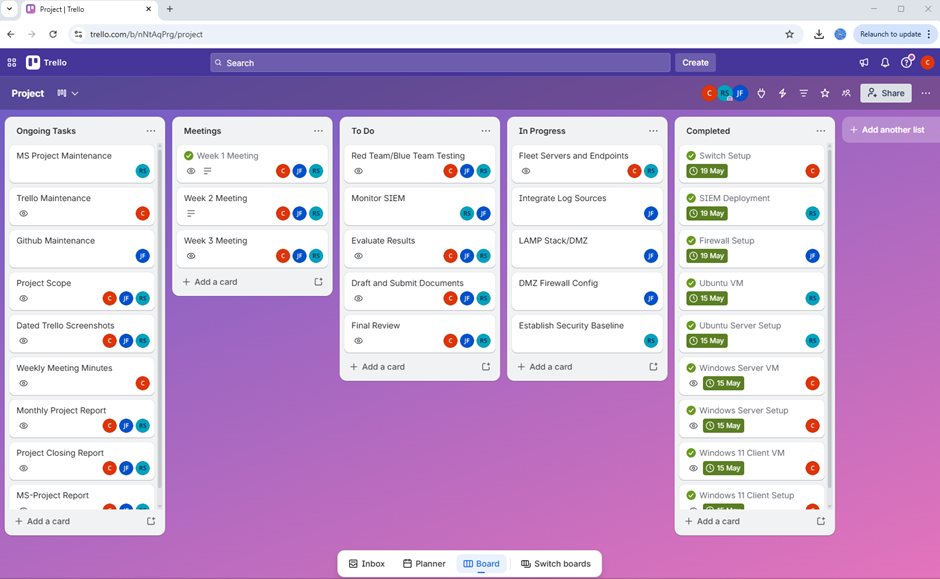 Project | Trello
trello.com/b/nNtAqPrg/project
Relaunch to update
Trello
Search
Create
C
Project
C RS JF
Share
Ongoing Tasks
MS Project Maintenance
RS
Trello Maintenance
C
Github Maintenance
JF
Project Scope
C JF RS
Dated Trello Screenshots
C JF RS
Weekly Meeting Minutes
C
Monthly Project Report
C JF RS
Project Closing Report
C JF RS
MS-Project Report
C JF RS
Add a card
Meetings
Week 1 Meeting
C JF RS
Week 2 Meeting
C JF RS
Week 3 Meeting
C JF RS
Add a card
To Do
Red Team/Blue Team Testing
C JF RS
Monitor SIEM
RS JF
Evaluate Results
C JF RS
Draft and Submit Documents
C JF RS
Final Review
C JF RS
Add a card
In Progress
Fleet Servers and Endpoints
C RS
Integrate Log Sources
JF
LAMP Stack/DMZ
JF
DMZ Firewall Config
JF
Establish Security Baseline
RS
Add a card
Completed
Switch Setup
19 May C
SIEM Deployment
19 May RS
Firewall Setup
19 May JF
Ubuntu VM
15 May RS
Ubuntu Server Setup
15 May RS
Windows Server VM
15 May C
Windows Server Setup
15 May C
Windows 11 Client VM
15 May C
Windows 11 Client Setup
15 May C
Add a card
Add another list
Inbox
Planner
Board
Switch boards